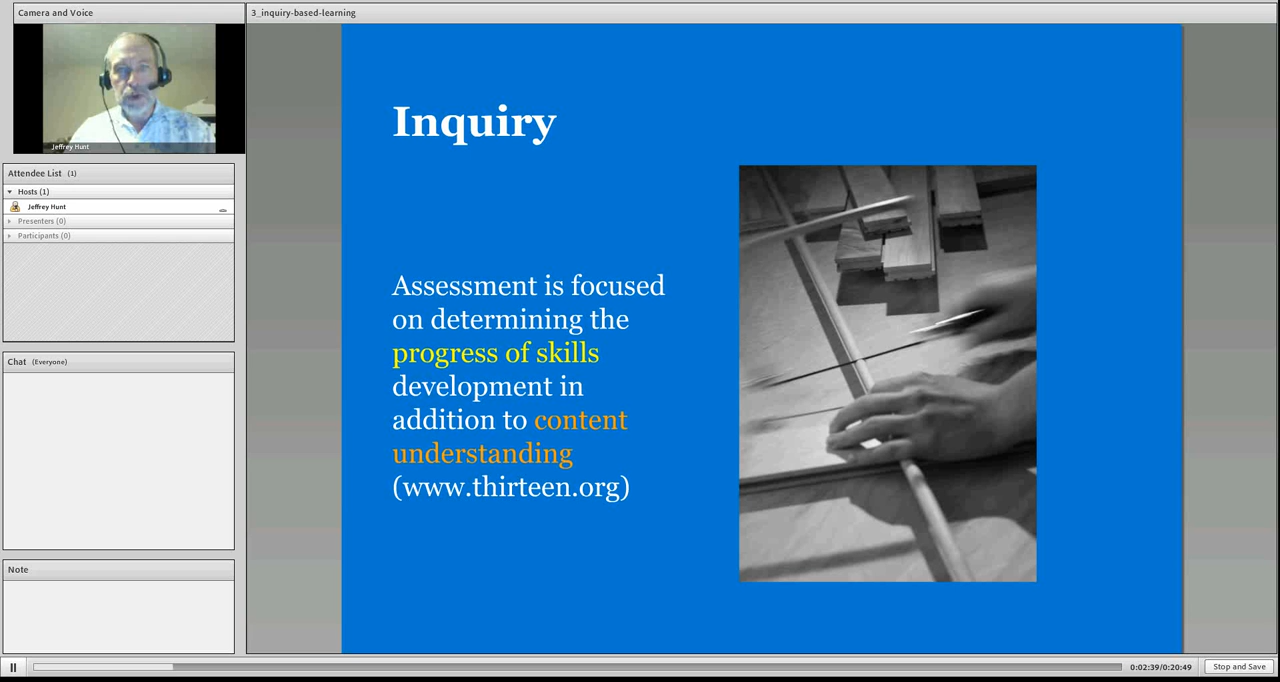 Camera and Voice
Jeffrey Hunt
Attendee List (1)
Hosts (1)
Jeffrey Hunt
Presenters (0)
Participants (0)
Chat (Everyone)
Note
3_inquiry-based-learning
Inquiry
Assessment is focused
on determining the
progress of skills
development in
addition to content
understanding
(www.thirteen.org)
0:02:39/0:20:49
Stop and Save